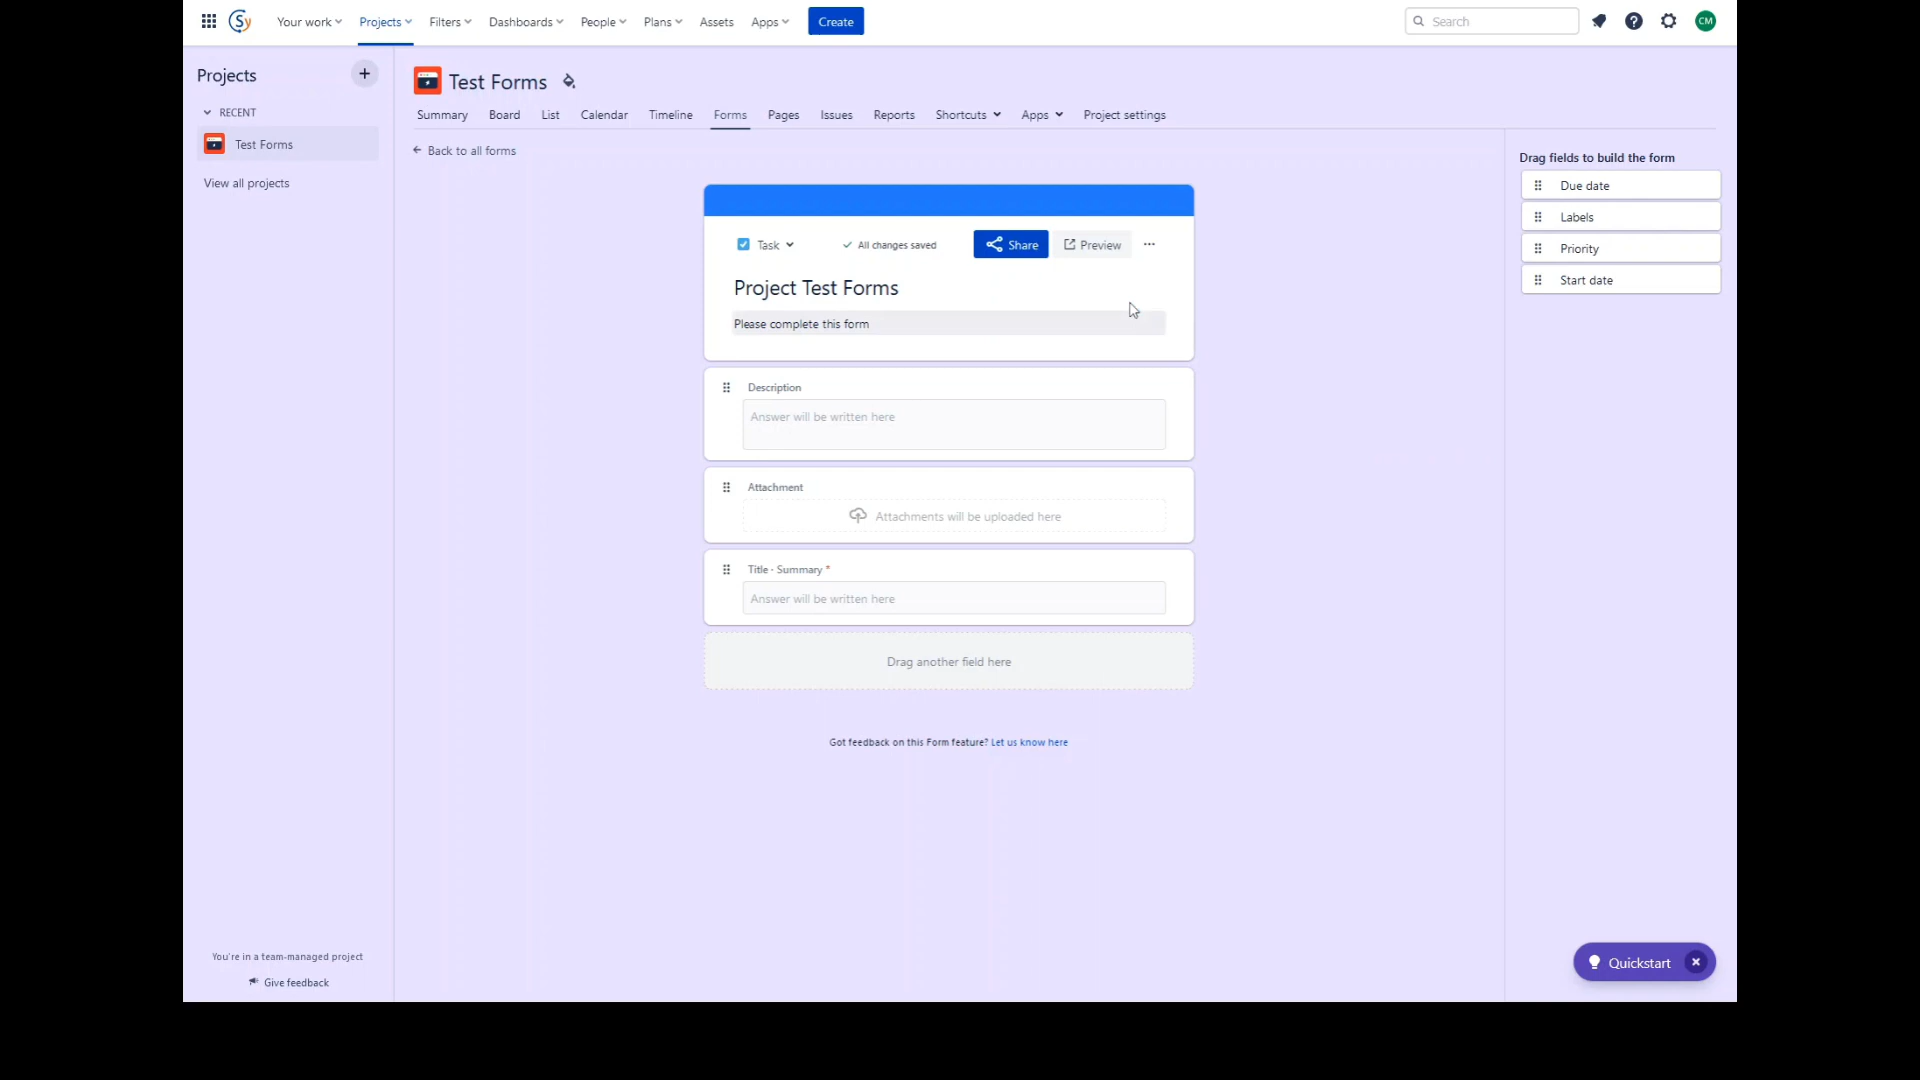 Sy
Your work
Projects
Filters
Dashboards
People
Plans
Assets
Apps
Create
Search
CM
Projects
RECENT
Test Forms
View all projects
You're in a team-managed project
Give feedback
Test Forms
Summary
Board
List
Calendar
Timeline
Forms
Pages
Issues
Reports
Shortcuts
Apps
Project settings
Back to all forms
Task
All changes saved
Share
Preview
Project Test Forms
Please complete this form
Description
Answer will be written here
Attachment
Attachments will be uploaded here
Title - Summary *
Answer will be written here
Drag another field here
Got feedback on this Form feature? Let us know here
Drag fields to build the form
Due date
Labels
Priority
Start date
Quickstart